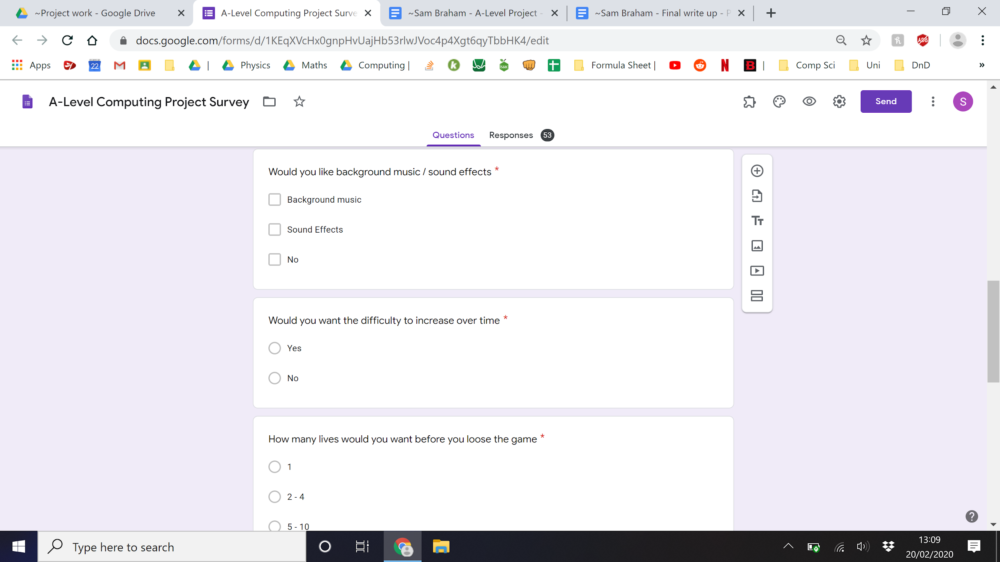 ~Project work - Google Drive
A-Level Computing Project Surve
~Sam Braham - A-Level Project -
~Sam Braham - Final write up - P
docs.google.com/forms/d/1KEqXVcHx0gnpHvUajHb53rlwJVoc4p4Xgt6qyTbbHK4/edit
Apps
22
|
Physics
Maths
Computing |
isaac
Formula Sheet |
|
Comp Sci
Uni
DnD
»
A-Level Computing Project Survey
Send
S
Questions
Responses 53
Would you like background music / sound effects *
Background music
Sound Effects
No
Would you want the difficulty to increase over time *
Yes
No
How many lives would you want before you loose the game *
1
2 - 4
5 - 10
Type here to search
13:09
20/02/2020